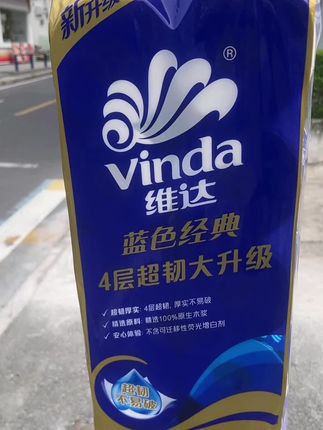 新升级
®
vinda
维达
蓝色经典
4层超韧大升级
✓ 超韧厚实: 4层超韧, 厚实不易破
✓ 精选原料: 精选100%原生木浆
✓ 安心体验: 不含可迁移性荧光增白剂
超韧
不易破